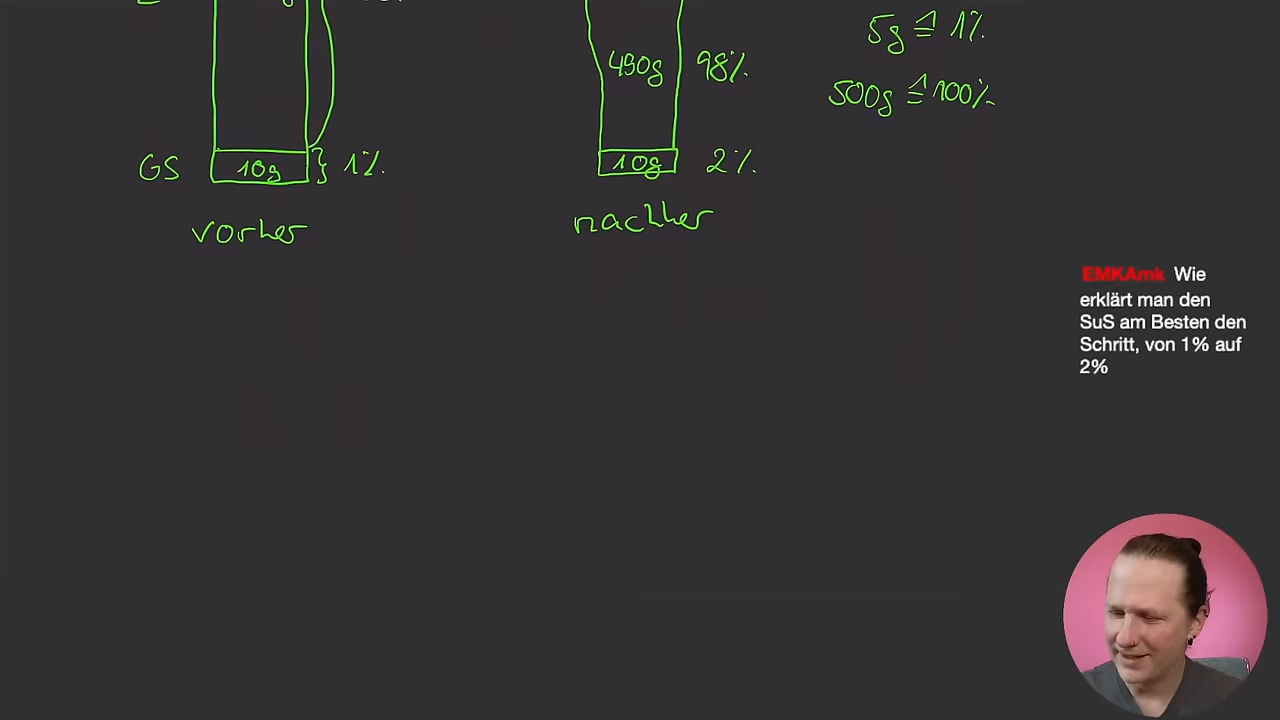 5g ≙ 1%
490g 98%
500g ≙ 100%
GS 10g } 1%
10g 2%
vorher
nachher
EMKAmk Wie
erklärt man den
SuS am Besten den
Schritt, von 1% auf
2%